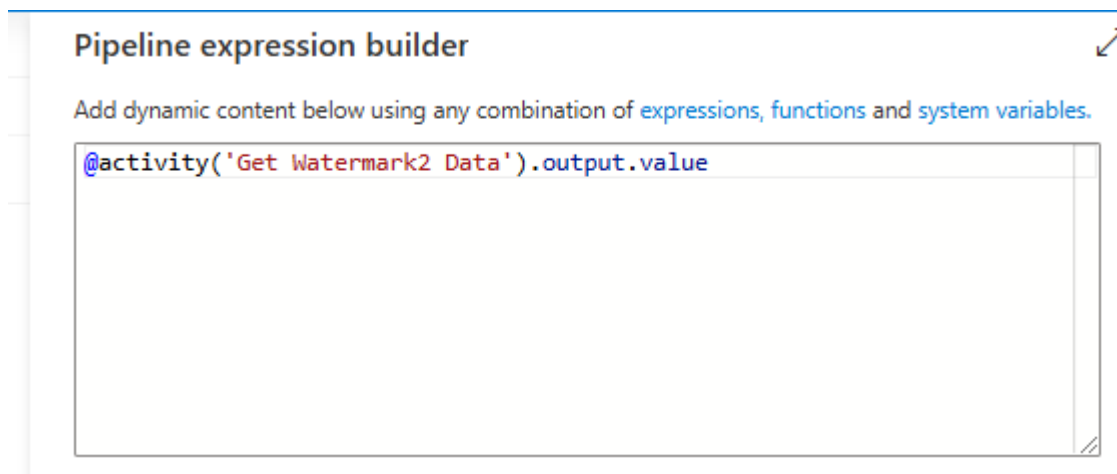 Pipeline expression builder
Add dynamic content below using any combination of expressions, functions and system variables.
@activity('Get Watermark2 Data').output.value